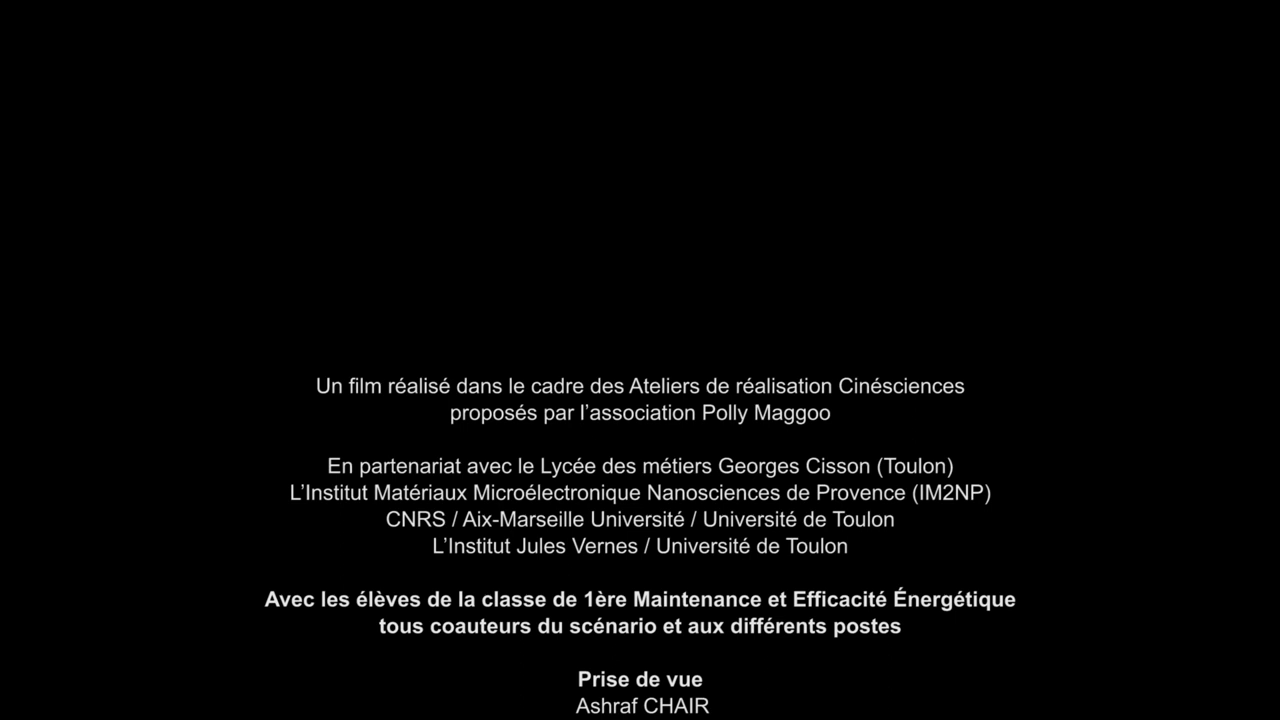 Un film réalisé dans le cadre des Ateliers de réalisation Cinésciences
proposés par l’association Polly Maggoo
En partenariat avec le Lycée des métiers Georges Cisson (Toulon)
L’Institut Matériaux Microélectronique Nanosciences de Provence (IM2NP)
CNRS / Aix-Marseille Université / Université de Toulon
L’Institut Jules Vernes / Université de Toulon
Avec les élèves de la classe de 1ère Maintenance et Efficacité Énergétique
tous coauteurs du scénario et aux différents postes
Prise de vue
Ashraf CHAIR